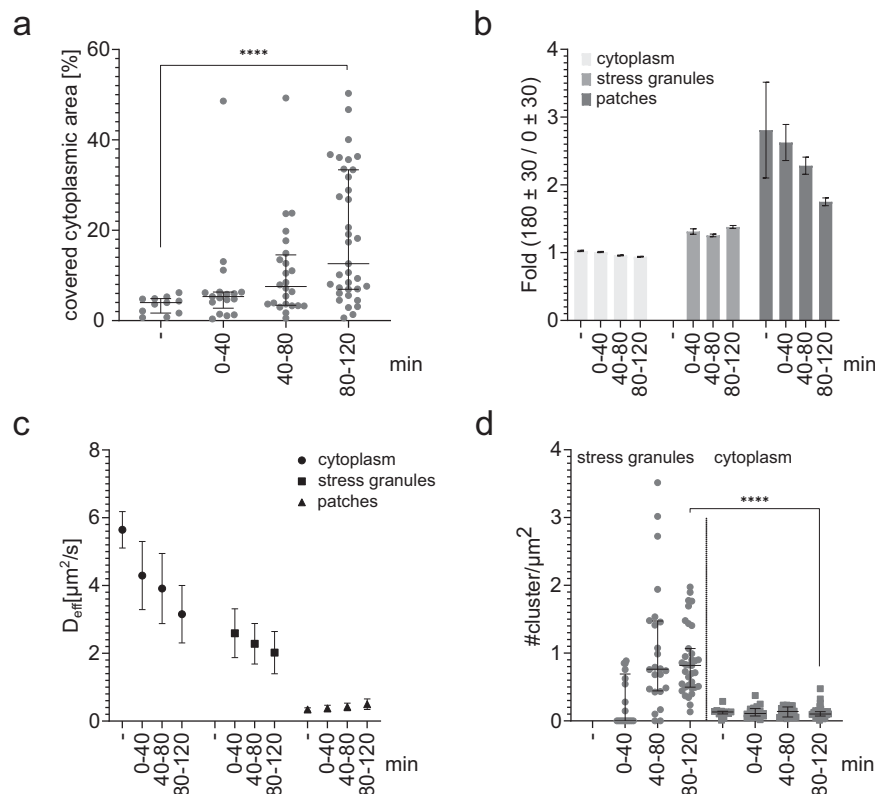 a
covered cytoplasmic area [%]
60
40
20
0
****
-
0-40
40-80
80-120
min
b
Fold (180 ± 30 / 0 ± 30)
4
3
2
1
0
cytoplasm
stress granules
patches
-
0-40
40-80
80-120
-
0-40
40-80
80-120
-
0-40
40-80
80-120
min
c
Deff[µm²/s]
8
6
4
2
0
cytoplasm
stress granules
patches
-
0-40
40-80
80-120
-
0-40
40-80
80-120
-
0-40
40-80
80-120
min
d
#cluster/µm²
4
3
2
1
0
stress granules
cytoplasm
****
-
0-40
40-80
80-120
-
0-40
40-80
80-120
min